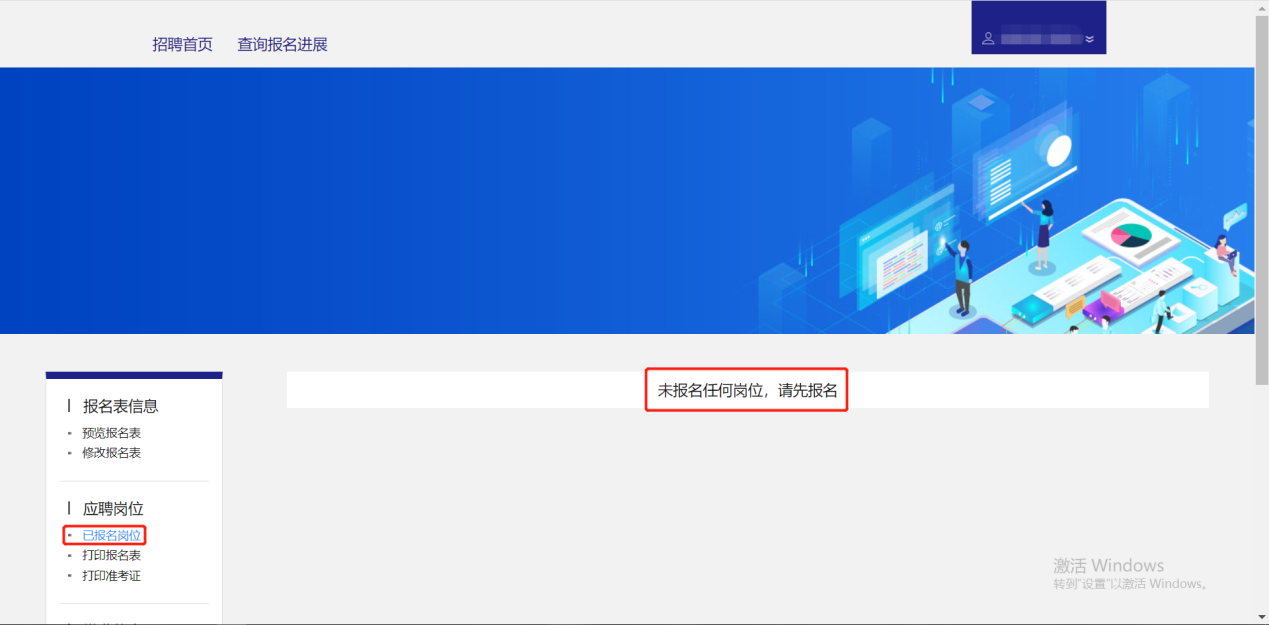 招聘首页 查询报名进展
未报名任何岗位，请先报名
报名表信息
预览报名表
修改报名表
应聘岗位
已报名岗位
打印报名表
打印准考证
激活 Windows
转到"设置"以激活 Windows。